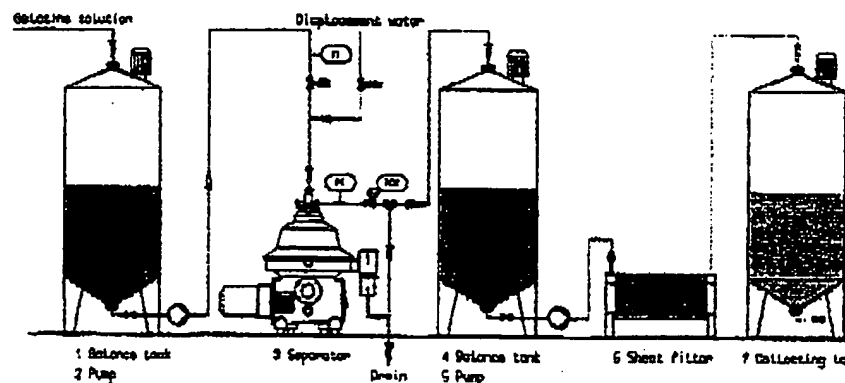 Gelatine solution
Displacement water
FI
PI
1 Balance tank
2 Pump
3 Separator
Drain
4 Balance tank
5 Pump
6 Sheet filter
7 Collecting